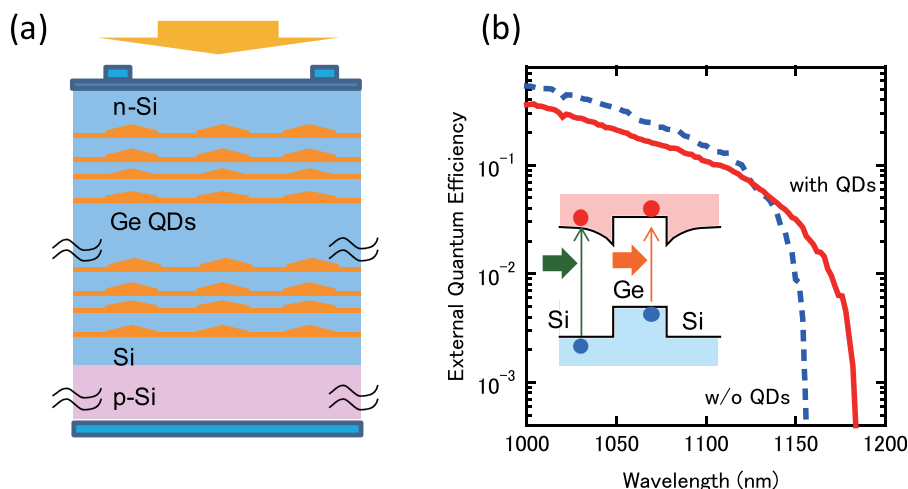 (a)
n-Si
Ge QDs
Si
p-Si
(b)
External Quantum Efficiency
10⁻¹
10⁻²
10⁻³
with QDs
Ge
Si
Si
w/o QDs
1000 1050 1100 1150 1200
Wavelength (nm)